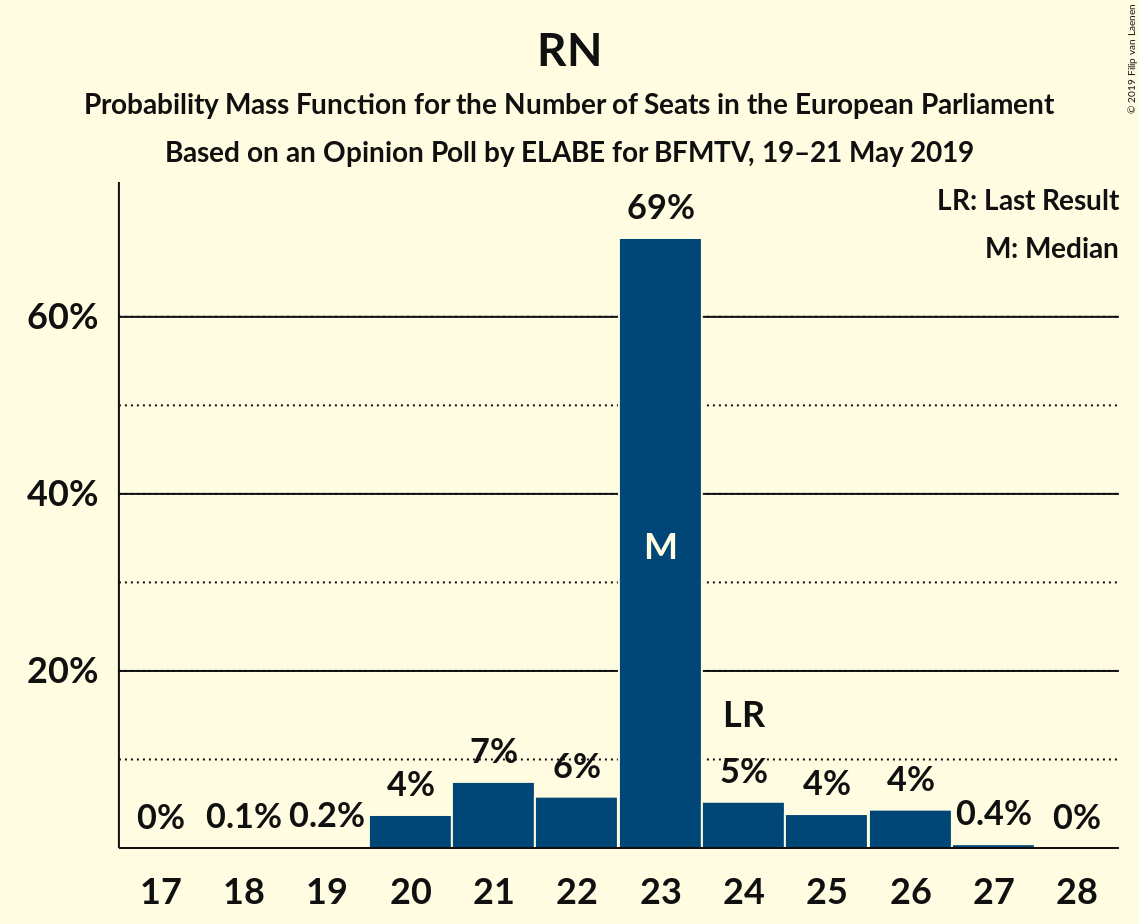 RN
Probability Mass Function for the Number of Seats in the European Parliament
Based on an Opinion Poll by ELABE for BFMTV, 19–21 May 2019
© 2019 Filip van Laenen
LR: Last Result
M: Median
69%
60%
40%
M
20%
LR
7%
6%
5%
4%
4%
4%
0%
0.1%
0.2%
0.4%
0%
17 18 19 20 21 22 23 24 25 26 27 28